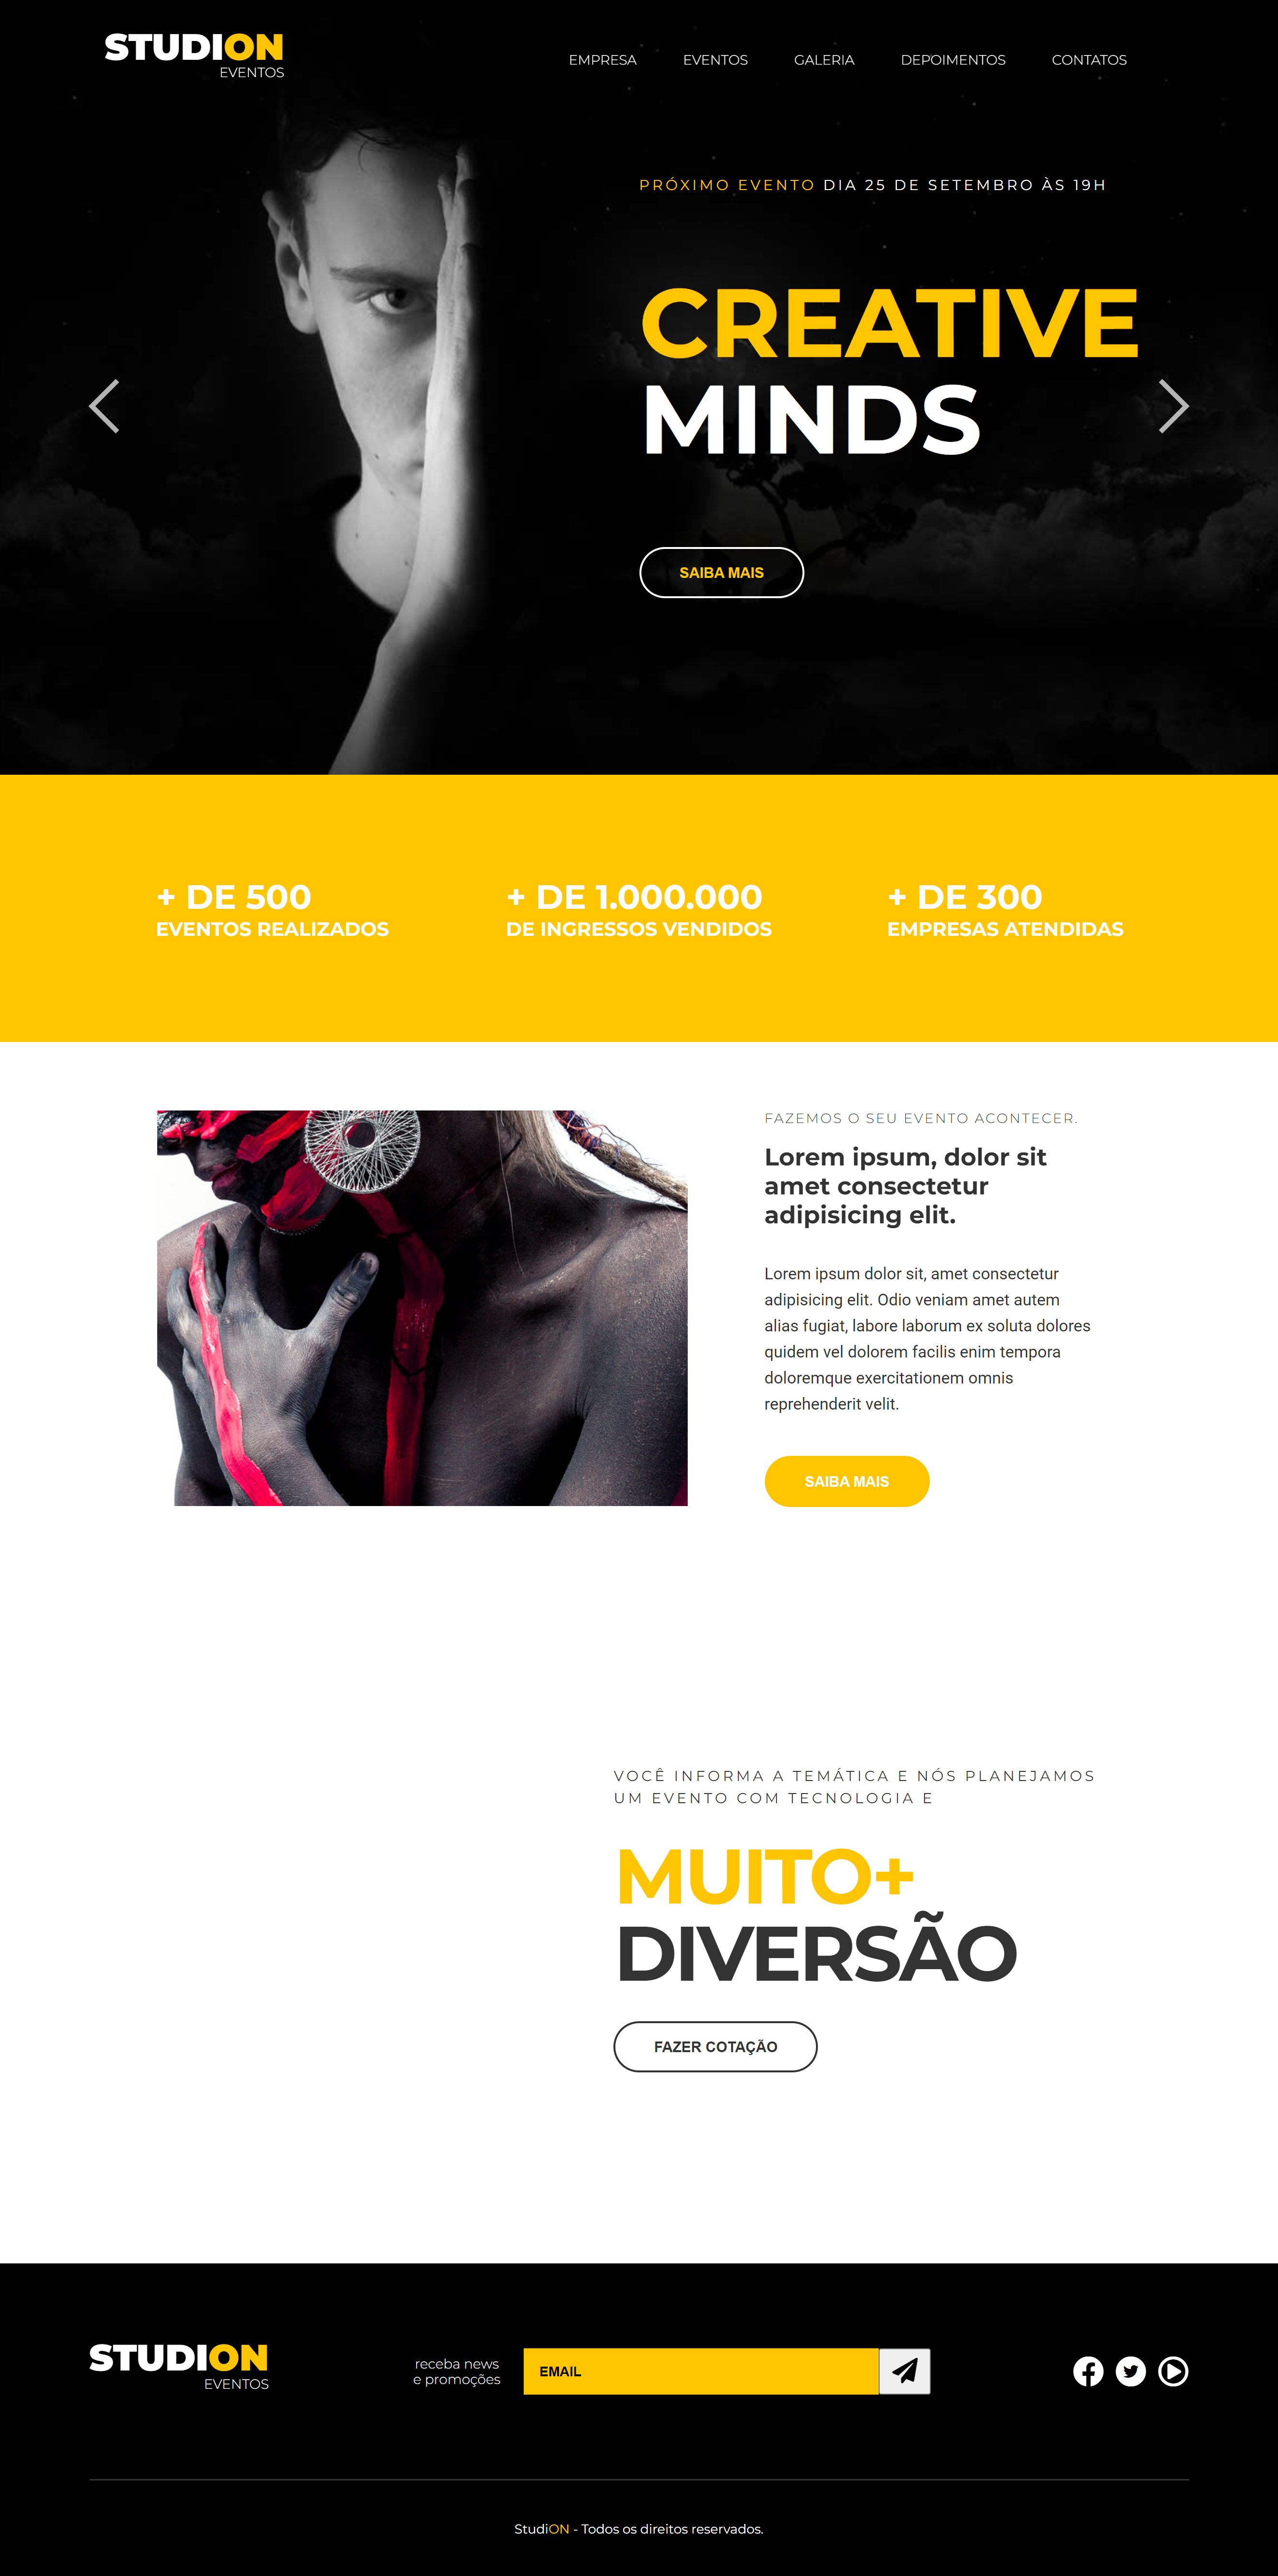 STUDION
EVENTOS
EMPRESA EVENTOS GALERIA DEPOIMENTOS CONTATOS
PRÓXIMO EVENTO DIA 25 DE SETEMBRO ÀS 19H
CREATIVE
MINDS
SAIBA MAIS
+ DE 500
EVENTOS REALIZADOS
+ DE 1.000.000
DE INGRESSOS VENDIDOS
+ DE 300
EMPRESAS ATENDIDAS
FAZEMOS O SEU EVENTO ACONTECER.
Lorem ipsum, dolor sit
amet consectetur
adipisicing elit.
Lorem ipsum dolor sit, amet consectetur
adipisicing elit. Odio veniam amet autem
alias fugiat, labore laborum ex soluta dolores
quidem vel dolorem facilis enim tempora
doloremque exercitationem omnis
reprehenderit velit.
SAIBA MAIS
VOCÊ INFORMA A TEMÁTICA E NÓS PLANEJAMOS
UM EVENTO COM TECNOLOGIA E
MUITO+
DIVERSÃO
FAZER COTAÇÃO
STUDION
EVENTOS
receba news
e promoções
EMAIL
StudiON - Todos os direitos reservados.